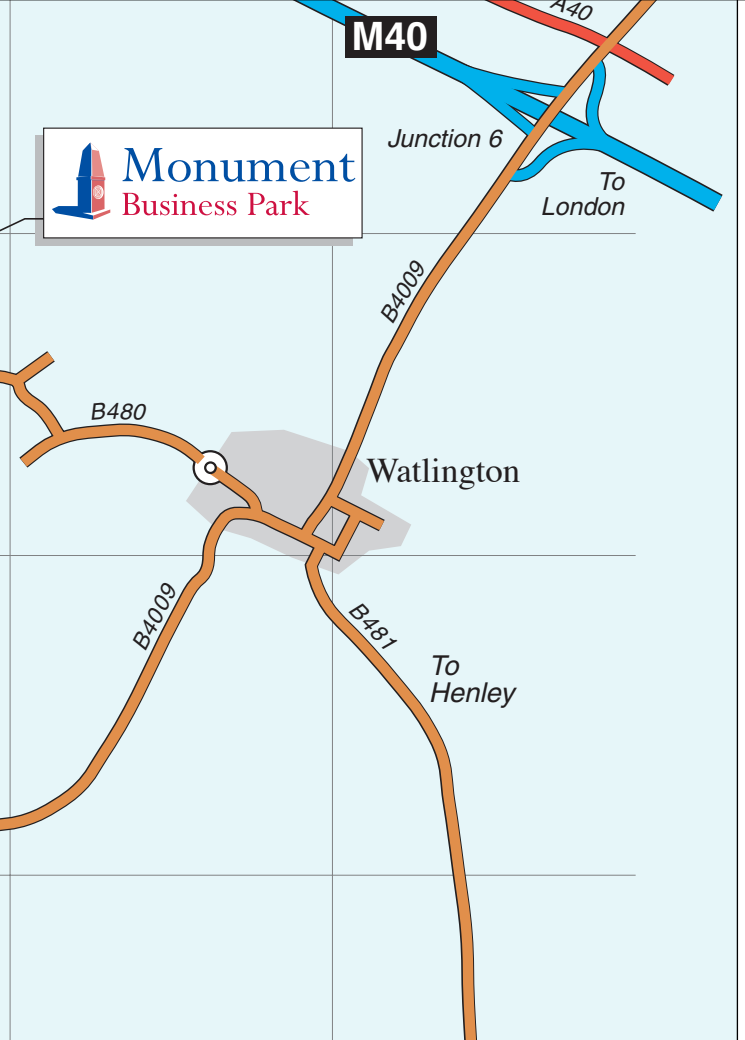 A40
M40
Junction 6
Monument
Business Park
To
London
B4009
B480
Watlington
B4009
B481
To
Henley